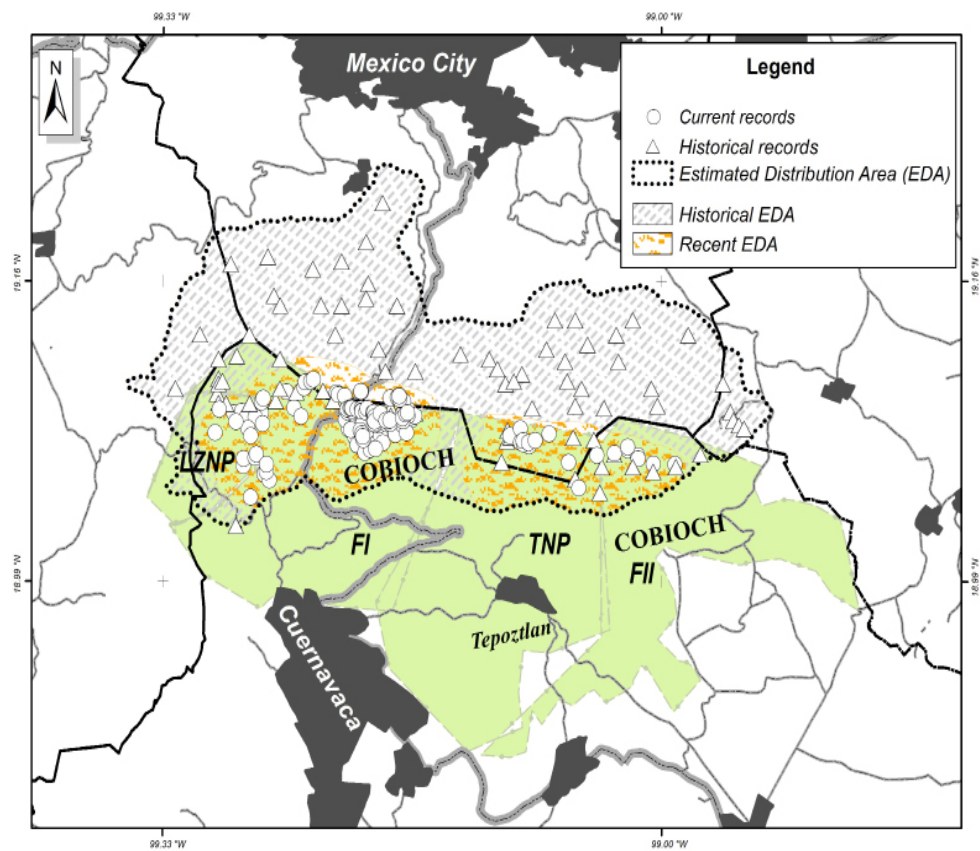 99.33 °W
99.00 °W
Mexico City
N
Legend
Current records
Historical records
Estimated Distribution Area (EDA)
Historical EDA
Recent EDA
19.16 °N
19.16 °N
LZNP
COBIOCH
FI
TNP
COBIOCH
FII
18.99 °N
18.99 °N
Tepoztlan
Cuernavaca
99.33 °W
99.00 °W